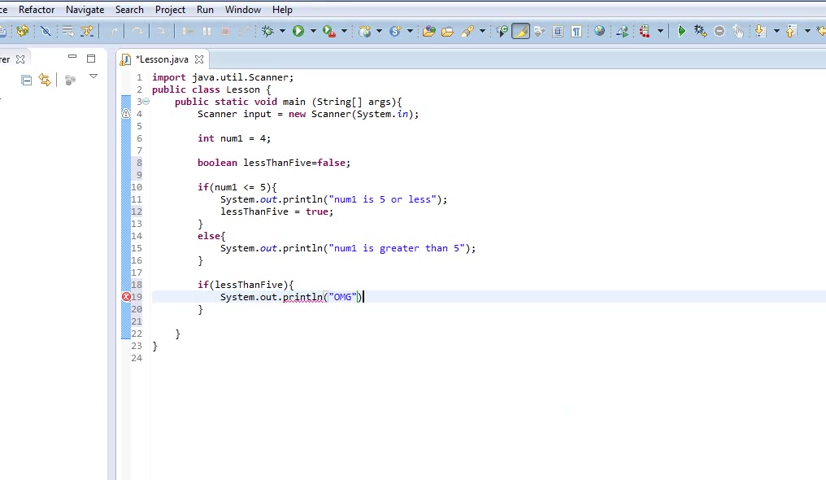 Refactor Navigate Search Project Run Window Help
*Lesson.java
1 import java.util.Scanner;
2 public class Lesson {
3 public static void main (String[] args){
4 Scanner input = new Scanner(System.in);
5
6 int num1 = 4;
7
8 boolean lessThanFive=false;
9
10 if(num1 <= 5){
11 System.out.println("num1 is 5 or less");
12 lessThanFive = true;
13 }
14 else{
15 System.out.println("num1 is greater than 5");
16 }
17
18 if(lessThanFive){
19 System.out.println("OMG")
20 }
21
22 }
23 }
24